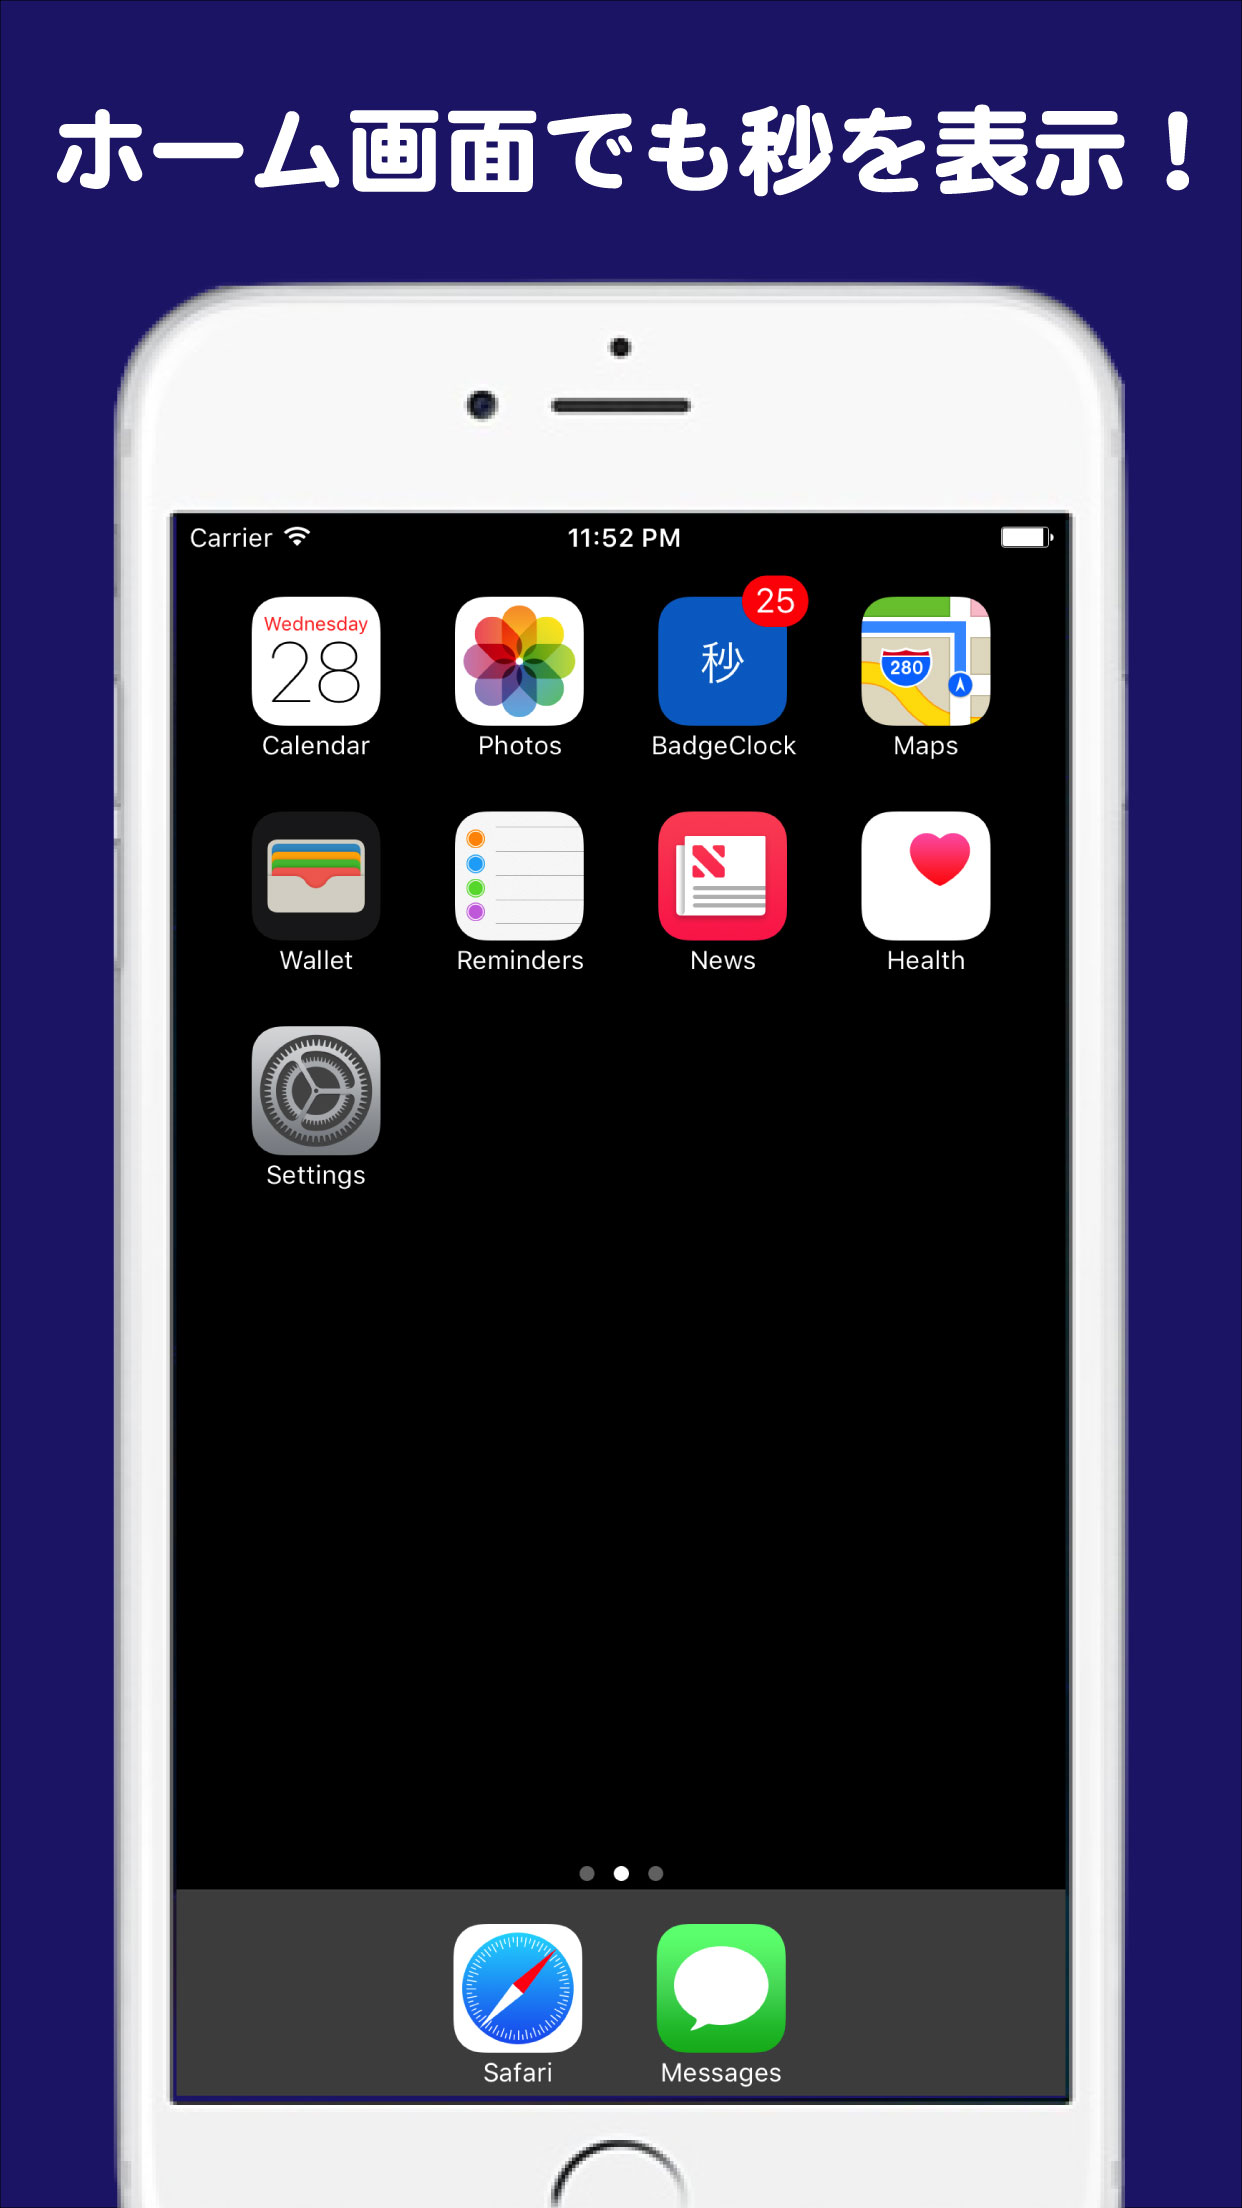 ホーム画面でも秒を表示！
Carrier 11:52 PM
25
Wednesday
28
秒
280
Calendar Photos BadgeClock Maps
Wallet Reminders News Health
Settings
Safari Messages